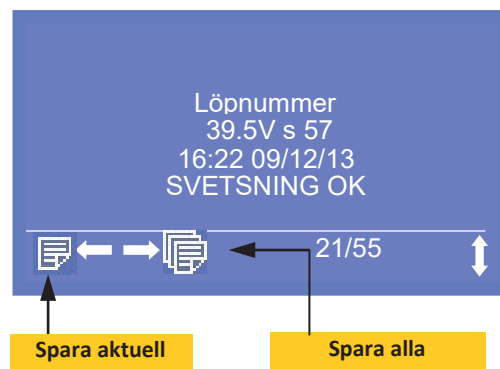 Löpnummer
39.5V s 57
16:22 09/12/13
SVETSNING OK
21/55
Spara aktuell
Spara alla